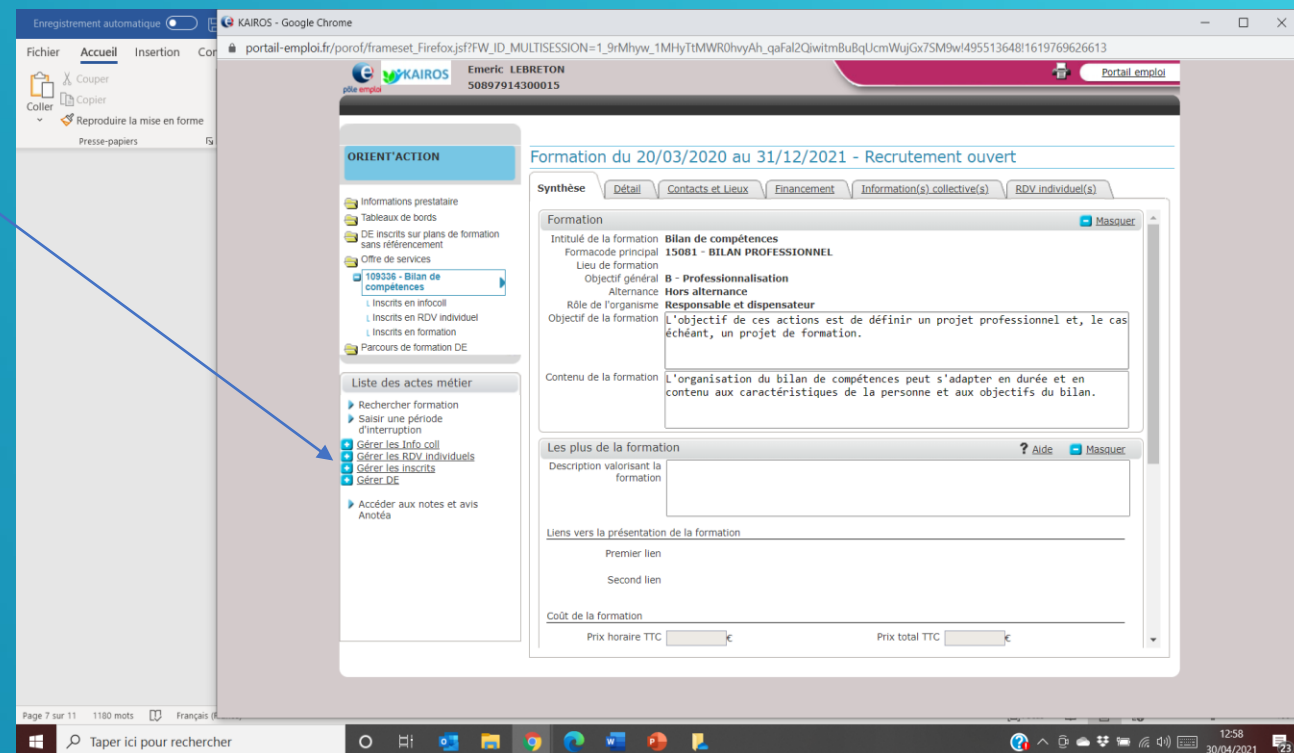 Enregistrement automatique
KAIROS - Google Chrome
Fichier Accueil Insertion Con
portail-emploi.fr/porof/frameset_Firefox.jsf?FW_ID_MULTISESSION=1_9rMhyw_1MHyTtMWR0hvyAh_qaFal2QiwitmBuBqUcmWujGx7SM9w!495513648!1619769626613
Couper
Copier
Coller
Reproduire la mise en forme
Presse-papiers
pôle emploi
KAIROS
Emeric LEBRETON
50897914300015
Portail emploi
ORIENT'ACTION
Formation du 20/03/2020 au 31/12/2021 - Recrutement ouvert
Synthèse Détail Contacts et Lieux Financement Information(s) collective(s) RDV individuel(s)
Informations prestataire
Tableaux de bords
DE inscrits sur plans de formation
sans référencement
Offre de services
109336 - Bilan de
compétences
Inscrits en infocoll
Inscrits en RDV individuel
Inscrits en formation
Parcours de formation DE
Liste des actes métier
Rechercher formation
Saisir une période
d'interruption
Gérer les Info coll
Gérer les RDV individuels
Gérer les inscrits
Gérer DE
Accéder aux notes et avis
Anotéa
Formation Masquer
Intitulé de la formation Bilan de compétences
Formacode principal 15081 - BILAN PROFESSIONNEL
Lieu de formation
Objectif général B - Professionnalisation
Alternance Hors alternance
Rôle de l'organisme Responsable et dispensateur
Objectif de la formation L'objectif de ces actions est de définir un projet professionnel et, le cas
échéant, un projet de formation.
Contenu de la formation L'organisation du bilan de compétences peut s'adapter en durée et en
contenu aux caractéristiques de la personne et aux objectifs du bilan.
Les plus de la formation ? Aide Masquer
Description valorisant la
formation
Liens vers la présentation de la formation
Premier lien
Second lien
Coût de la formation
Prix horaire TTC € Prix total TTC €
Page 7 sur 11 1180 mots Français
Taper ici pour rechercher
12:58
30/04/2021
23